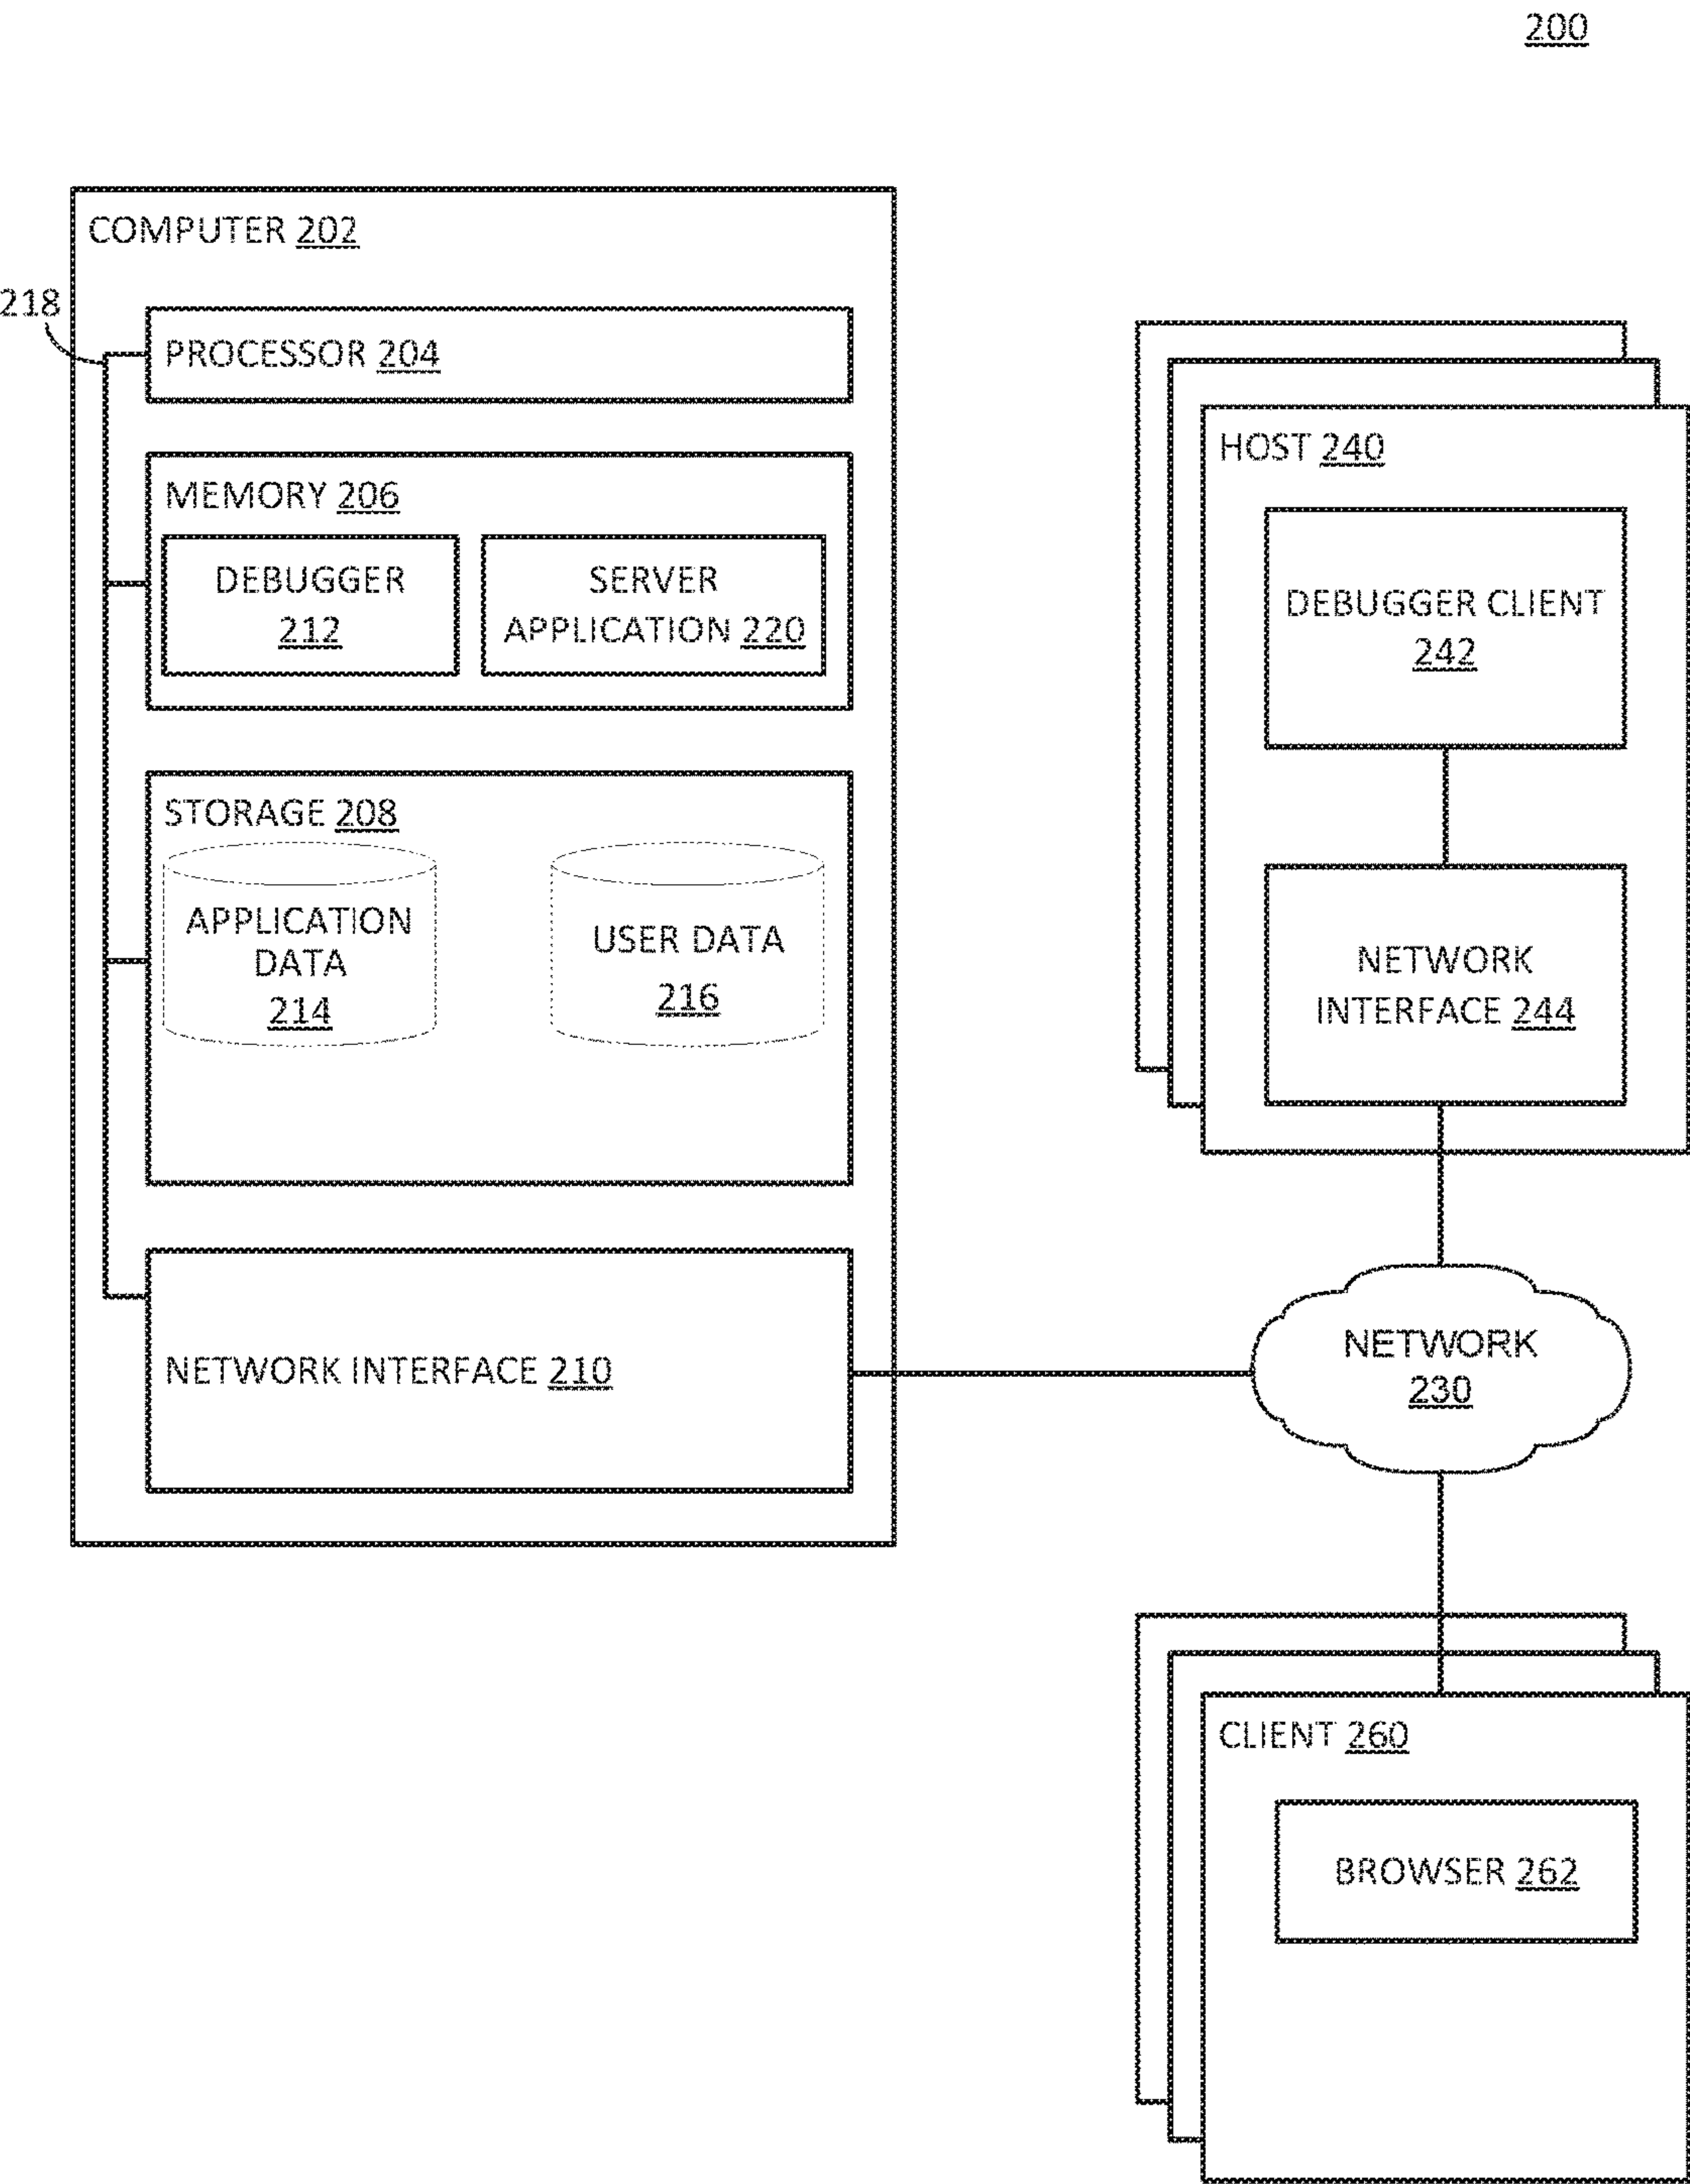 200
COMPUTER 202
218
PROCESSOR 204
MEMORY 206
DEBUGGER
212
SERVER
APPLICATION 220
STORAGE 208
APPLICATION
DATA
214
USER DATA
216
NETWORK INTERFACE 210
HOST 240
DEBUGGER CLIENT
242
NETWORK
INTERFACE 244
NETWORK
230
CLIENT 260
BROWSER 262